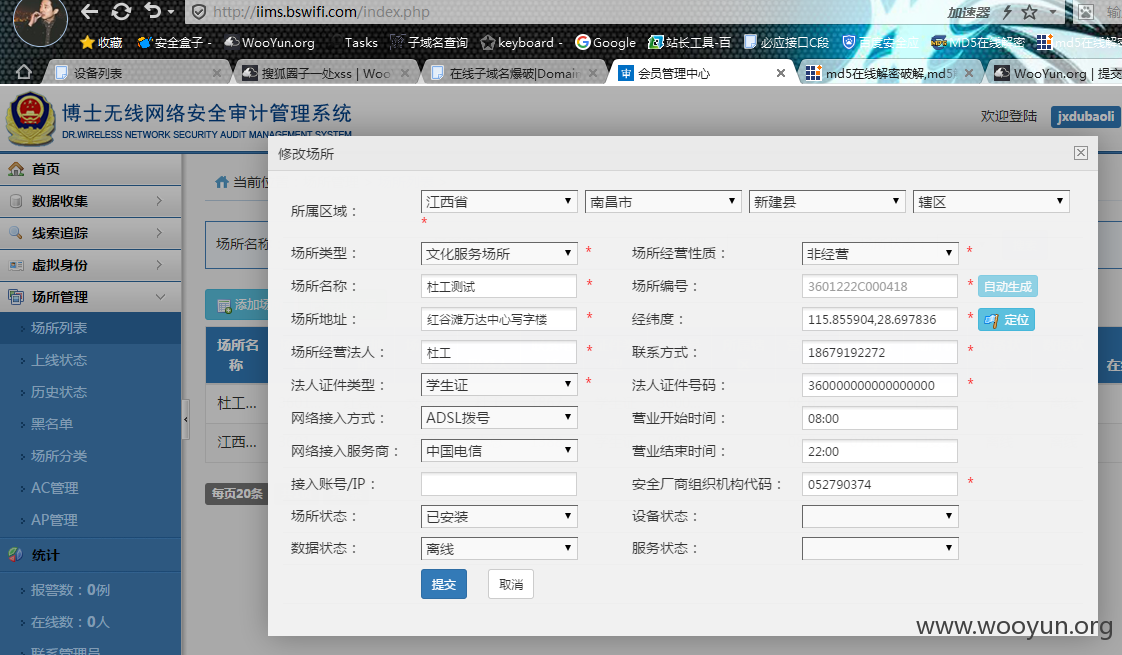 http://iims.bswifi.com/index.php
加速器
输
收藏 安全盒子 - WooYun.org Tasks 子域名查询 keyboard - Google 站长工具-百 必应接口C段 百度安全宝 MD5在线解密 md5在线解
设备列表 搜狐圈子一处xss | Woo 在线子域名爆破|Domain 会员管理中心 md5在线解密破解,md5 WooYun.org | 提交
博士无线网络安全审计管理系统
DR.WIRELESS NETWORK SECURITY AUDIT MANAGEMENT SYSTEM
欢迎登陆 jxdubaoli
首页
数据收集
线索追踪
虚拟身份
场所管理
场所列表
上线状态
历史状态
黑名单
场所分类
AC管理
AP管理
统计
报警数：0例
在线数：0人
联系管理员
当前位
场所名称
添加场
场所名
称
在
杜工...
江西...
每页20条
修改场所
所属区域： 江西省 南昌市 新建县 辖区
*
场所类型： 文化服务场所 * 场所经营性质： 非经营 *
场所名称： 杜工测试 * 场所编号： 3601222C000418 * 自动生成
场所地址： 红谷滩万达中心写字楼 * 经纬度： 115.855904,28.697836 * 定位
场所经营法人： 杜工 * 联系方式： 18679192272 *
法人证件类型： 学生证 * 法人证件号码： 360000000000000000 *
网络接入方式： ADSL拨号 营业开始时间： 08:00
网络接入服务商： 中国电信 营业结束时间： 22:00
接入账号/IP： 安全厂商组织机构代码： 052790374 *
场所状态： 已安装 设备状态：
数据状态： 离线 服务状态：
提交 取消
www.wooyun.org